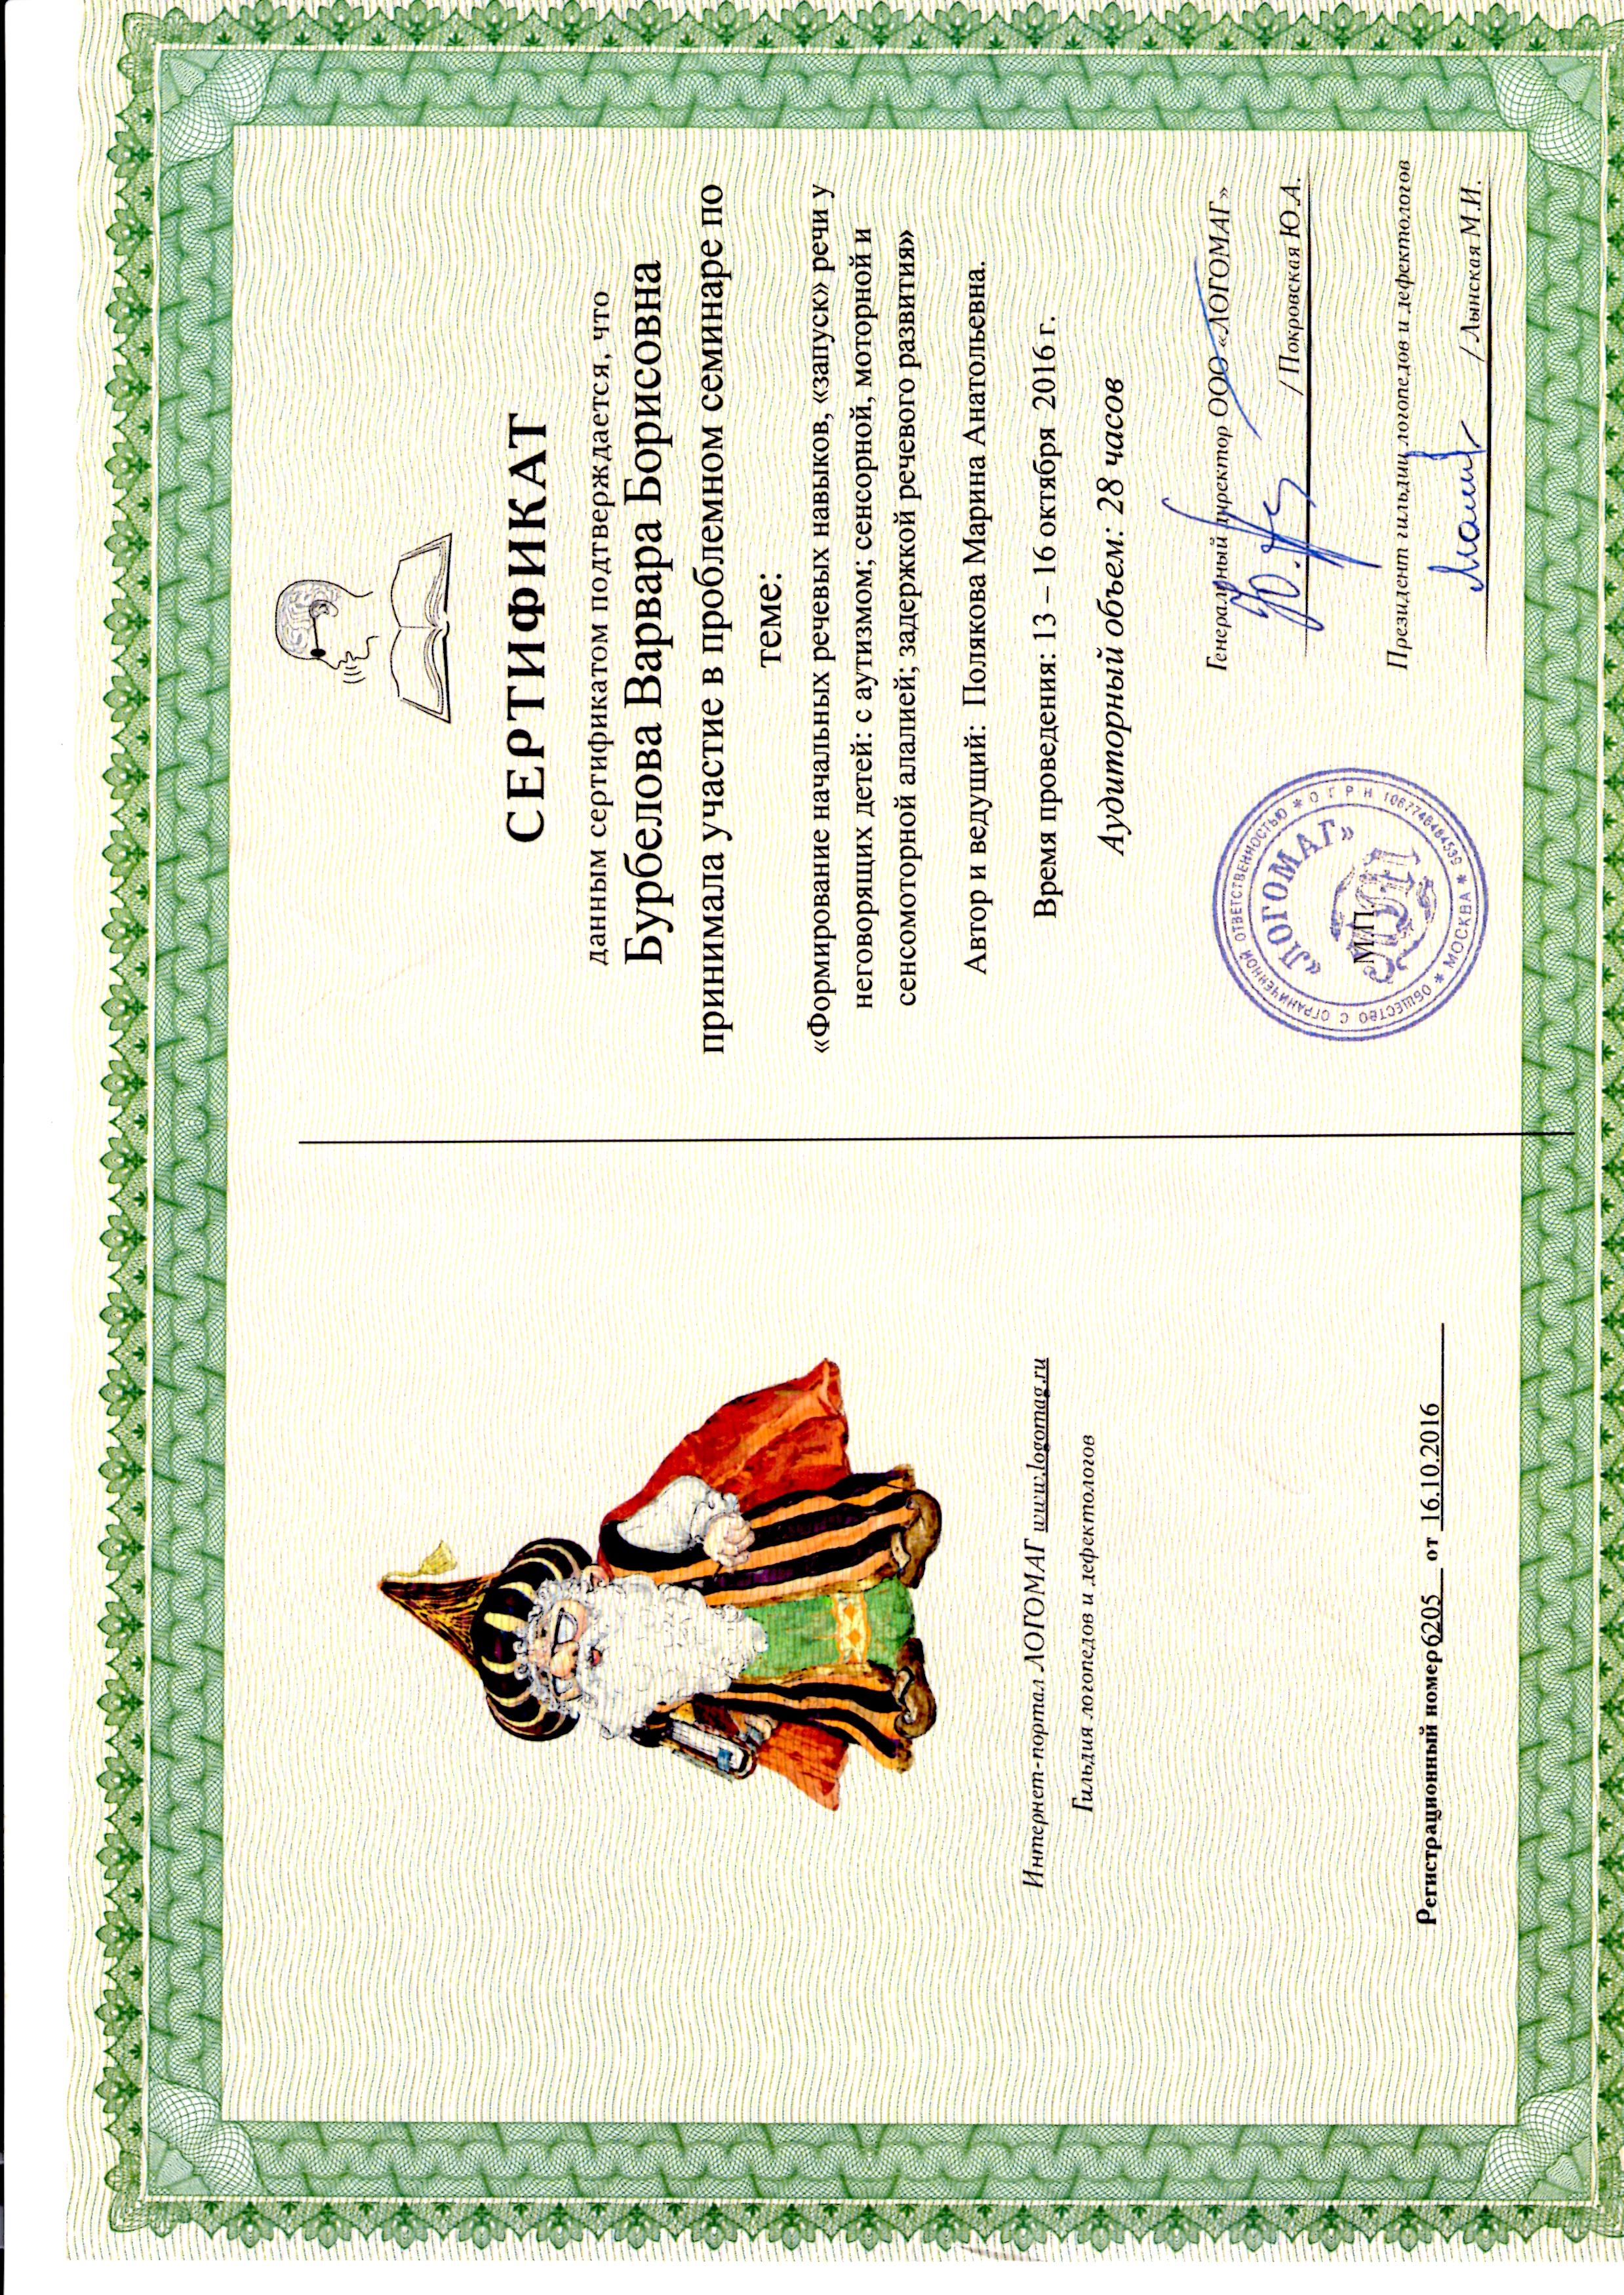 Интернет-портал ЛОГОМАГ www.logomag.ru
Гильдия логопедов и дефектологов
Регистрационный номер 6205 от 16.10.2016
СЕРТИФИКАТ
данным сертификатом подтверждается, что
Бурбелова Варвара Борисовна
принимала участие в проблемном семинаре по
теме:
«Формирование начальных речевых навыков, «запуск» речи у
неговорящих детей: с аутизмом; сенсорной, моторной и
сенсомоторной алалией; задержкой речевого развития»
Автор и ведущий: Полякова Марина Анатольевна.
Время проведения: 13 – 16 октября 2016 г.
Аудиторный объем: 28 часов
Генеральный директор ООО «ЛОГОМАГ»
/ Покровская Ю.А.
Президент гильдии логопедов и дефектологов
/ Лынская М.И.
М.П.
ОБЩЕСТВО С ОГРАНИЧЕННОЙ ОТВЕТСТВЕННОСТЬЮ * ОГРН 1067746484539 * МОСКВА *
«ЛОГОМАГ»